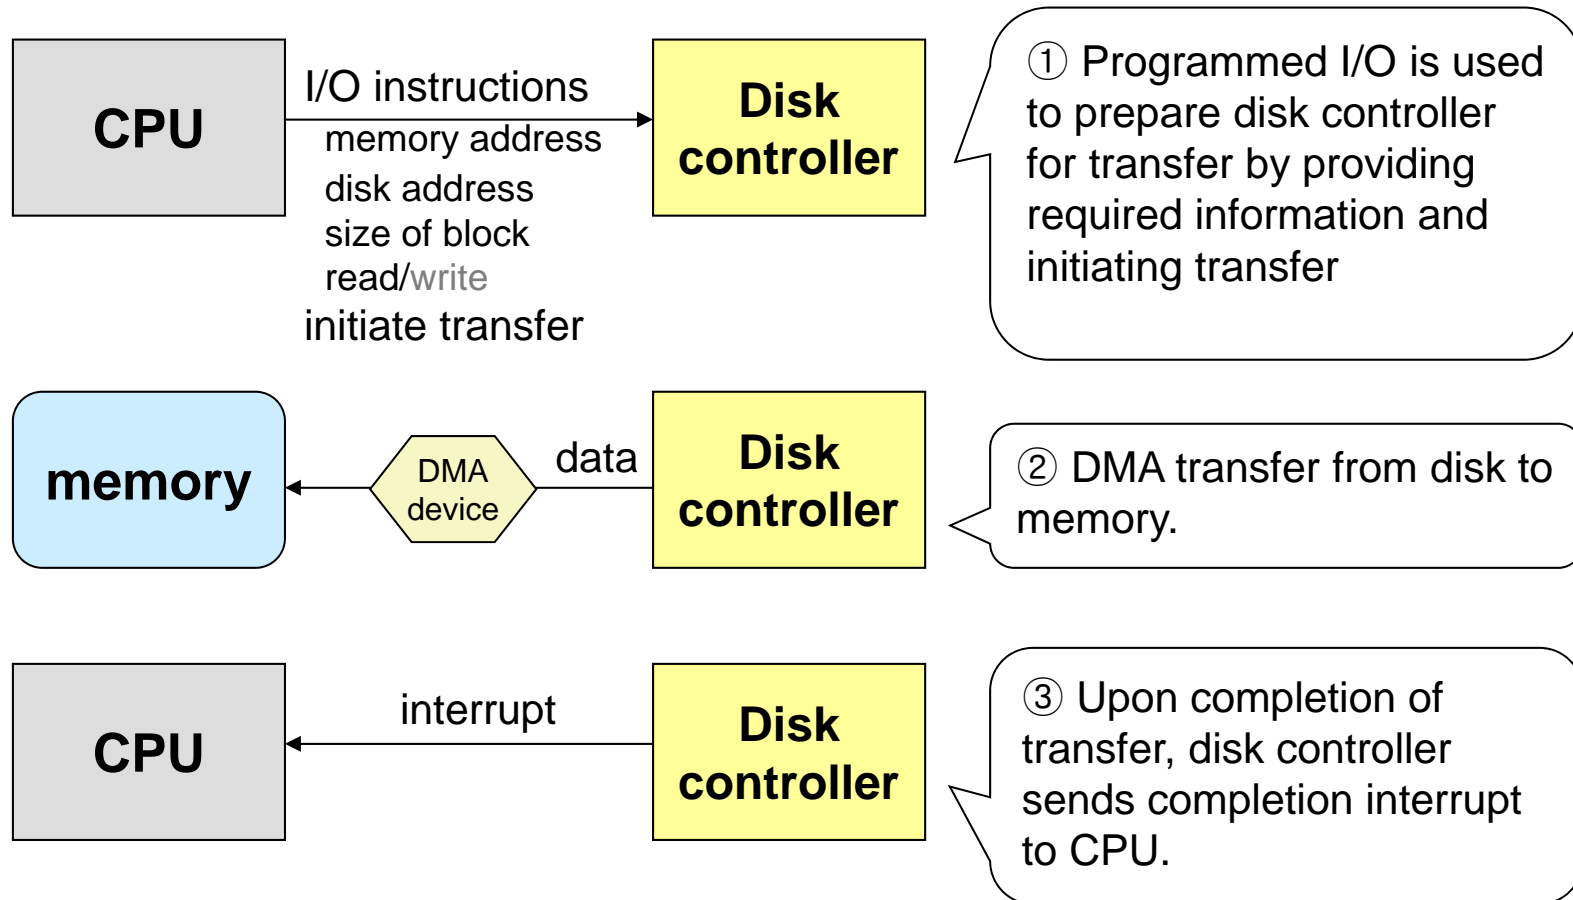 CPU
I/O instructions
memory address
disk address
size of block
read/write
initiate transfer
Disk
controller
① Programmed I/O is used
to prepare disk controller
for transfer by providing
required information and
initiating transfer
memory
DMA
device
data
Disk
controller
② DMA transfer from disk to
memory.
CPU
interrupt
Disk
controller
③ Upon completion of
transfer, disk controller
sends completion interrupt
to CPU.